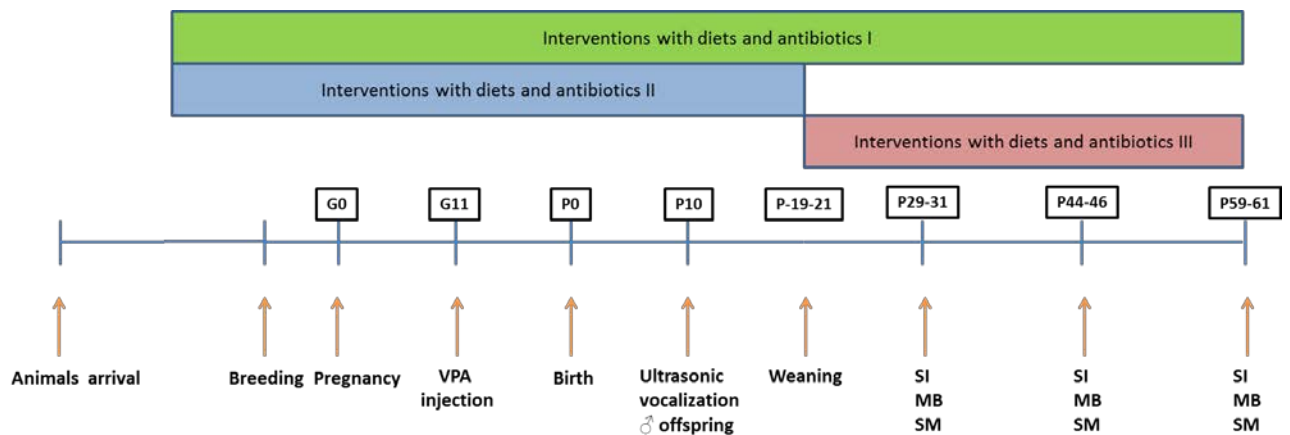 Interventions with diets and antibiotics I
Interventions with diets and antibiotics II
Interventions with diets and antibiotics III
G0
G11
P0
P10
P-19-21
P29-31
P44-46
P59-61
Animals arrival
Breeding
Pregnancy
VPA
injection
Birth
Ultrasonic
vocalization
♂ offspring
Weaning
SI
MB
SM
SI
MB
SM
SI
MB
SM